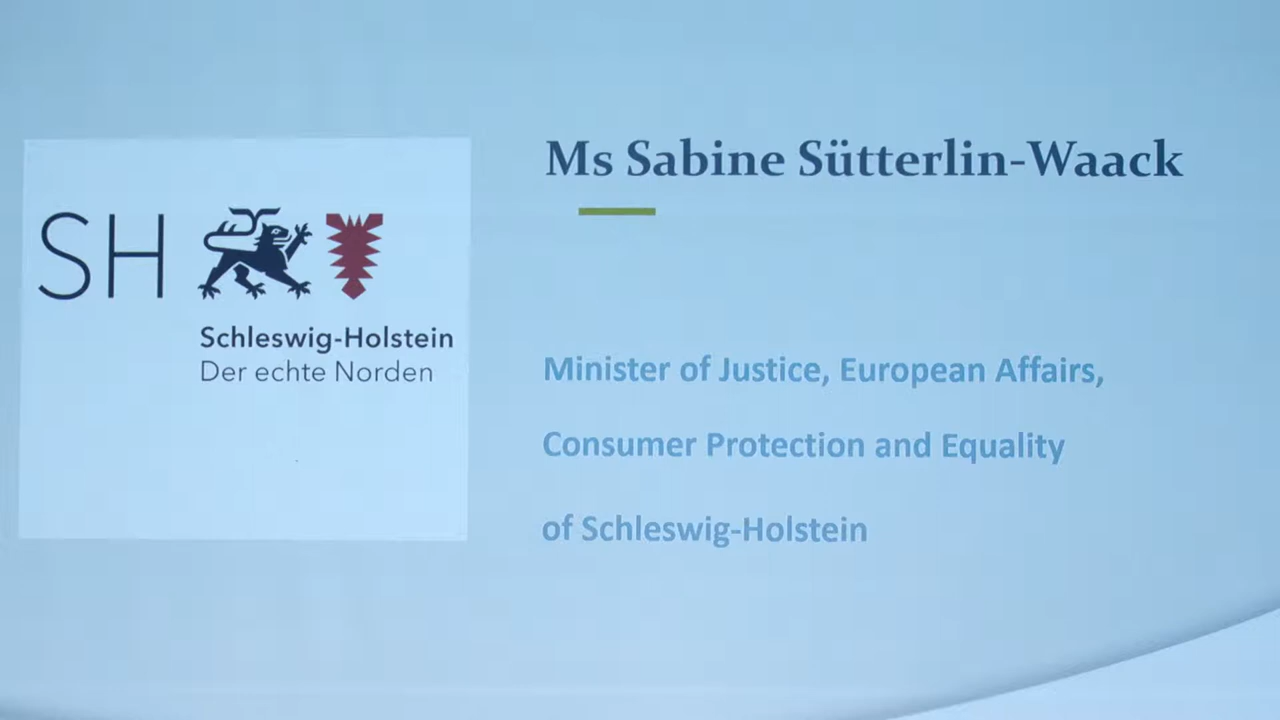 Ms Sabine Sütterlin-Waack
SH
Schleswig-Holstein
Der echte Norden
Minister of Justice, European Affairs,
Consumer Protection and Equality
of Schleswig-Holstein